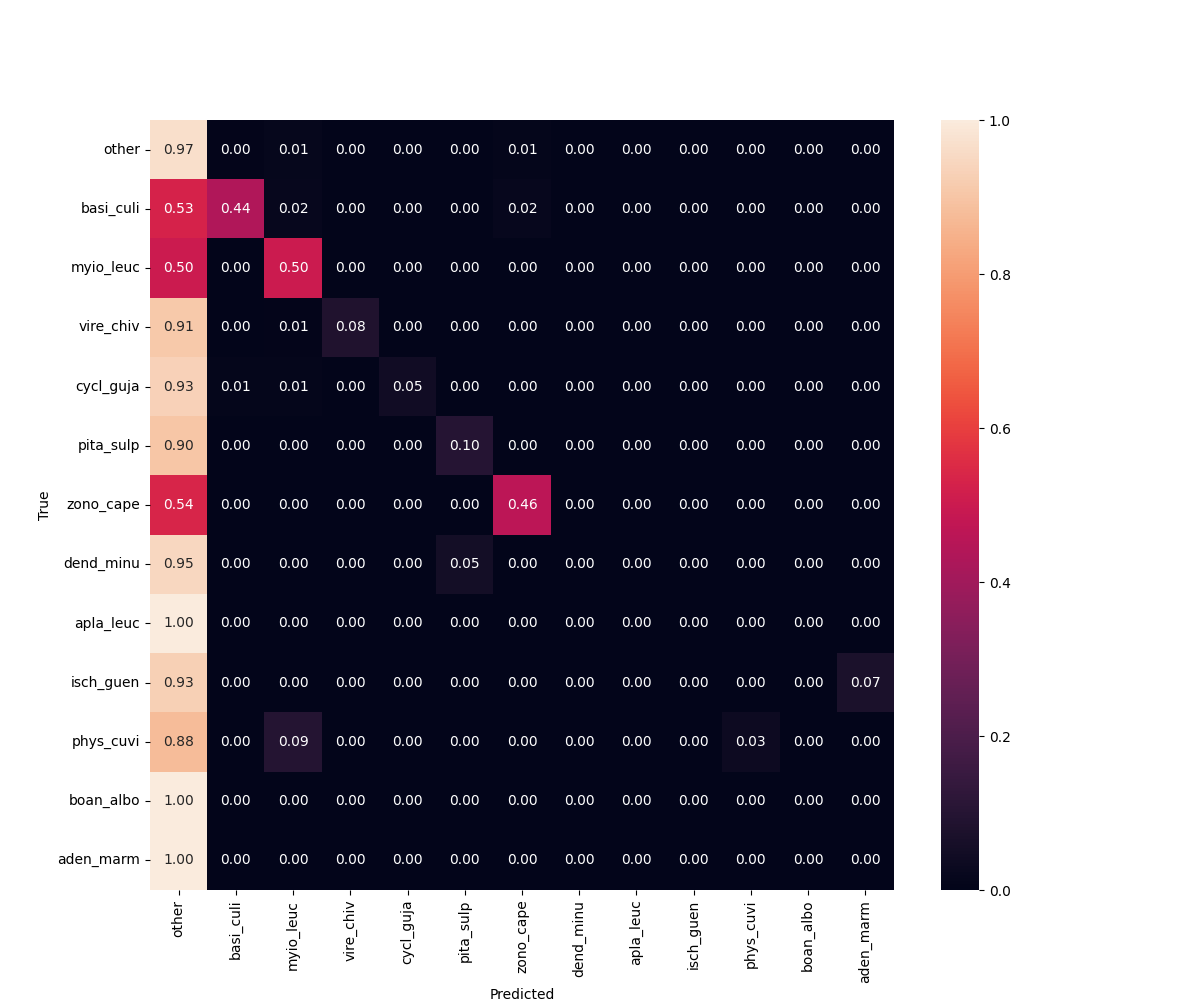 other 0.97 0.00 0.01 0.00 0.00 0.00 0.01 0.00 0.00 0.00 0.00 0.00 0.00
basi_culi 0.53 0.44 0.02 0.00 0.00 0.00 0.02 0.00 0.00 0.00 0.00 0.00 0.00
myio_leuc 0.50 0.00 0.50 0.00 0.00 0.00 0.00 0.00 0.00 0.00 0.00 0.00 0.00
vire_chiv 0.91 0.00 0.01 0.08 0.00 0.00 0.00 0.00 0.00 0.00 0.00 0.00 0.00
cycl_guja 0.93 0.01 0.01 0.00 0.05 0.00 0.00 0.00 0.00 0.00 0.00 0.00 0.00
pita_sulp 0.90 0.00 0.00 0.00 0.00 0.10 0.00 0.00 0.00 0.00 0.00 0.00 0.00
zono_cape 0.54 0.00 0.00 0.00 0.00 0.00 0.46 0.00 0.00 0.00 0.00 0.00 0.00
dend_minu 0.95 0.00 0.00 0.00 0.00 0.05 0.00 0.00 0.00 0.00 0.00 0.00 0.00
apla_leuc 1.00 0.00 0.00 0.00 0.00 0.00 0.00 0.00 0.00 0.00 0.00 0.00 0.00
isch_guen 0.93 0.00 0.00 0.00 0.00 0.00 0.00 0.00 0.00 0.00 0.00 0.00 0.07
phys_cuvi 0.88 0.00 0.09 0.00 0.00 0.00 0.00 0.00 0.00 0.00 0.03 0.00 0.00
boan_albo 1.00 0.00 0.00 0.00 0.00 0.00 0.00 0.00 0.00 0.00 0.00 0.00 0.00
aden_marm 1.00 0.00 0.00 0.00 0.00 0.00 0.00 0.00 0.00 0.00 0.00 0.00 0.00
True
other basi_culi myio_leuc vire_chiv cycl_guja pita_sulp zono_cape dend_minu apla_leuc isch_guen phys_cuvi boan_albo aden_marm
Predicted
1.0
0.8
0.6
0.4
0.2
0.0